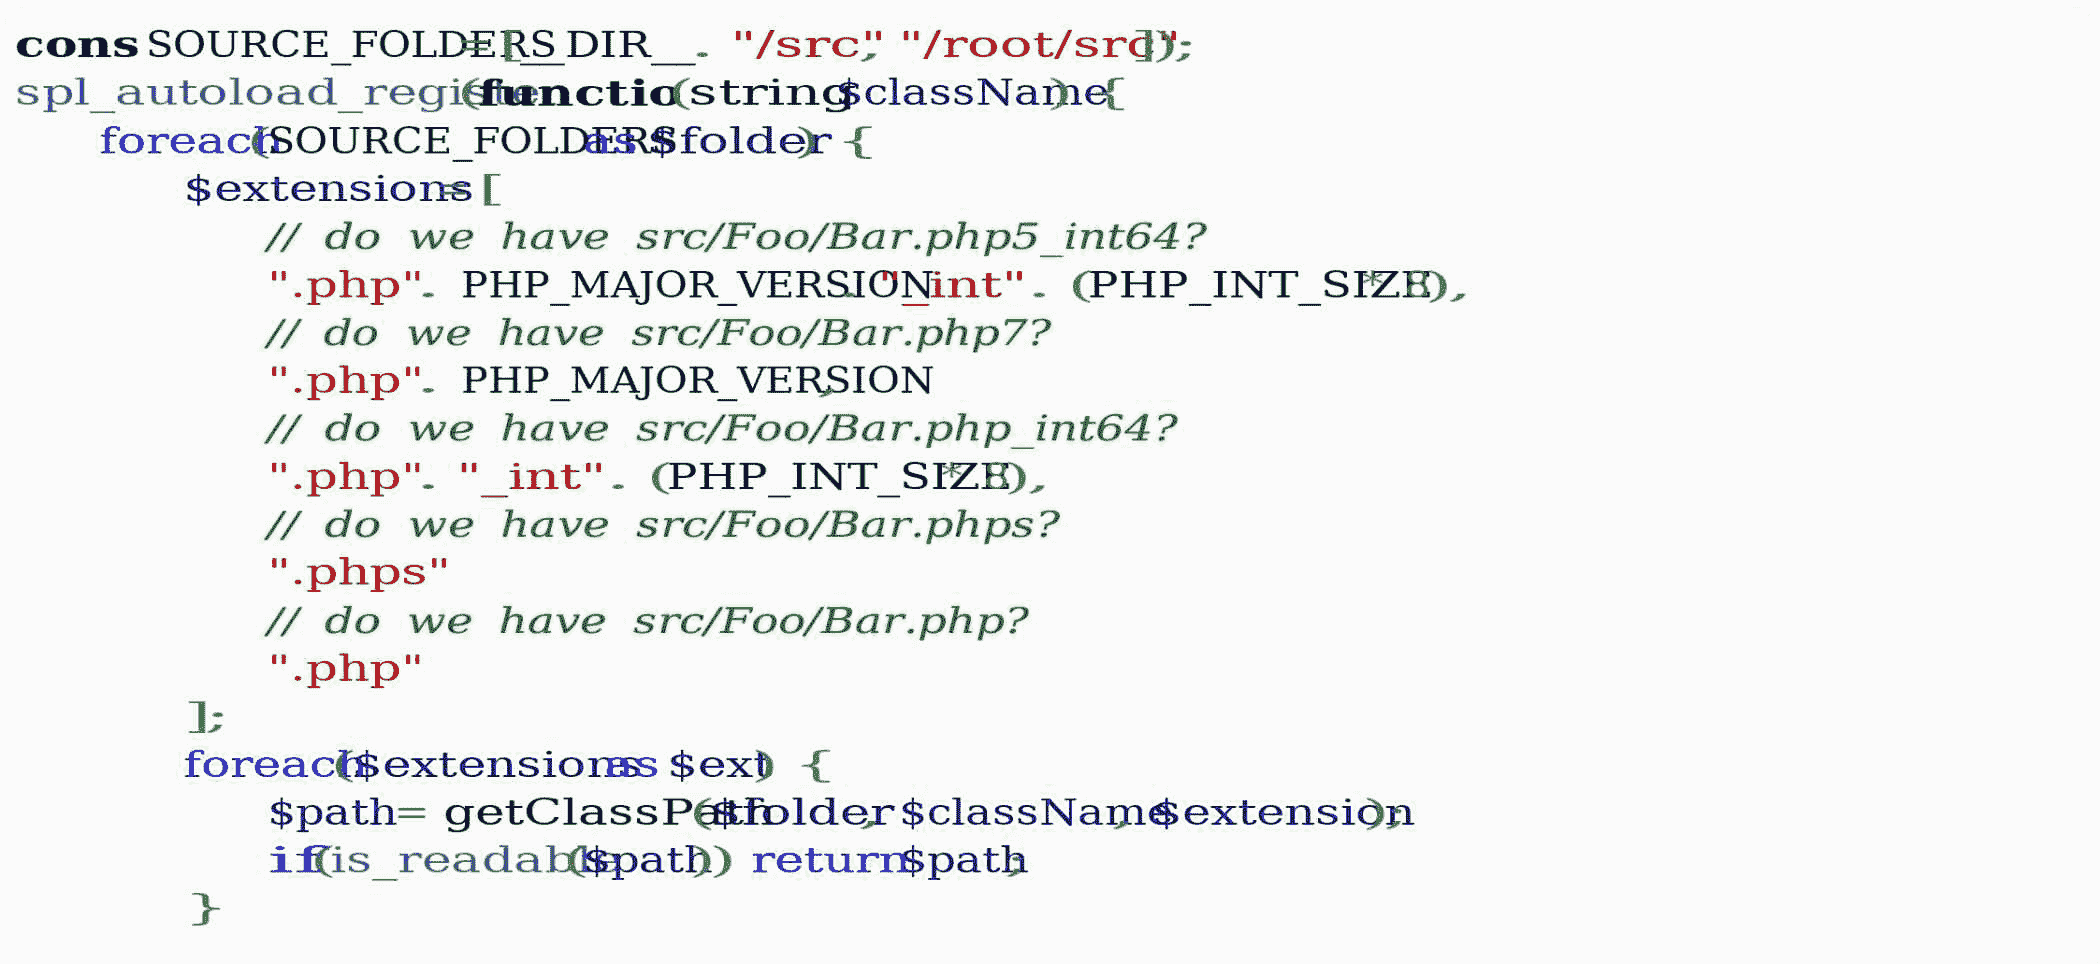 const SOURCE_FOLDERS = [__DIR__ . "/src", "/root/src"]);
spl_autoload_register(function (string $className) {
foreach (SOURCE_FOLDERS as $folder) {
$extensions = [
// do we have src/Foo/Bar.php5_int64?
".php" . PHP_MAJOR_VERSION . "_int" . (PHP_INT_SIZE * 8),
// do we have src/Foo/Bar.php7?
".php" . PHP_MAJOR_VERSION,
// do we have src/Foo/Bar.php_int64?
".php" . "_int" . (PHP_INT_SIZE * 8),
// do we have src/Foo/Bar.phps?
".phps"
// do we have src/Foo/Bar.php?
".php"
];
foreach ($extensions as $ext) {
$path = getClassPath($folder, $className, $extension);
if (is_readable($path)) return $path;
}